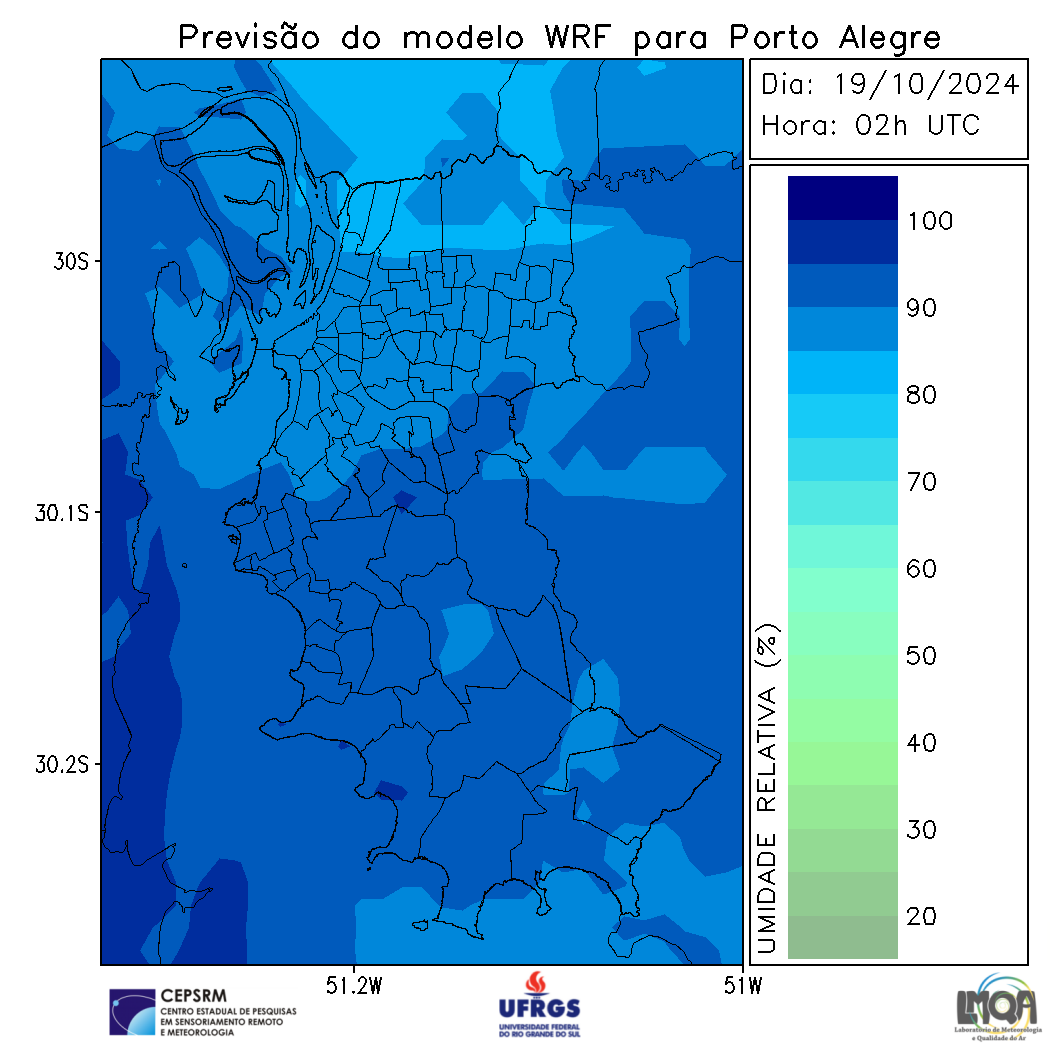 Previsão do modelo WRF para Porto Alegre
Dia: 19/10/2024
Hora: 02h UTC
100
90
80
70
60
50
40
30
20
UMIDADE RELATIVA (%)
30S
30.1S
30.2S
51.2W
51W
CEPSRM
CENTRO ESTADUAL DE PESQUISAS
EM SENSORIAMENTO REMOTO
E METEOROLOGIA
UFRGS
UNIVERSIDADE FEDERAL
DO RIO GRANDE DO SUL
LMQA
Laboratório de Meteorologia
e Qualidade do Ar